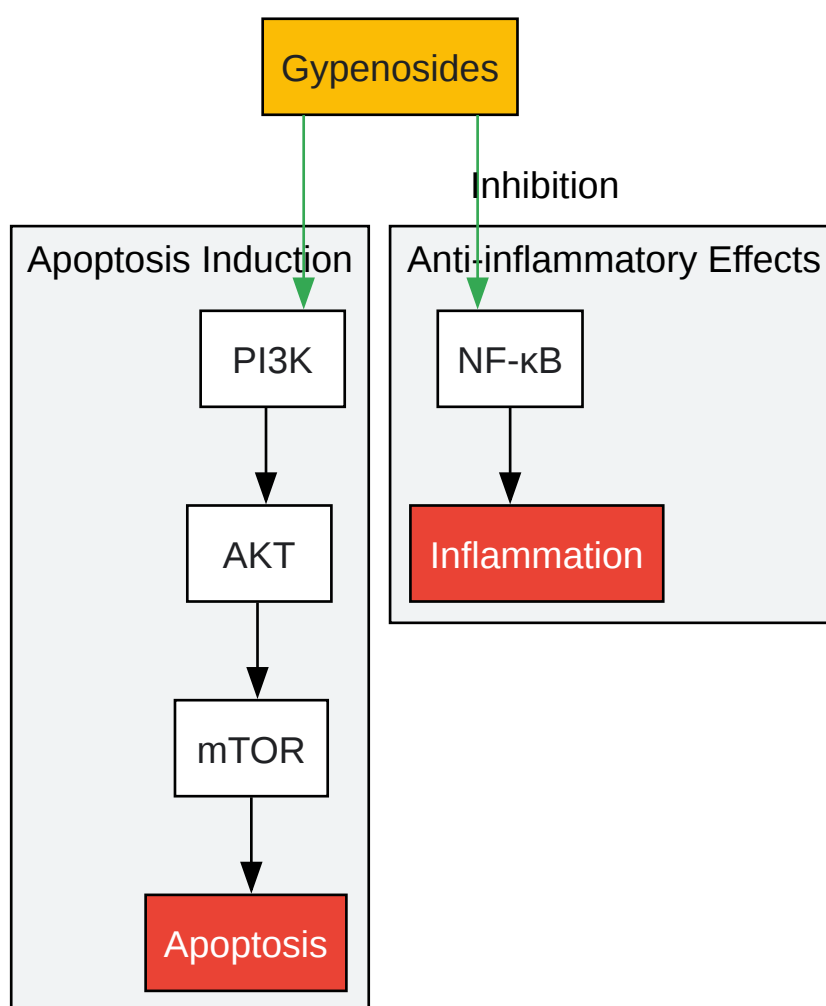 Gypenosides
Inhibition
Apoptosis Induction
Anti-inflammatory Effects
PI3K
NF-κB
AKT
Inflammation
mTOR
Apoptosis